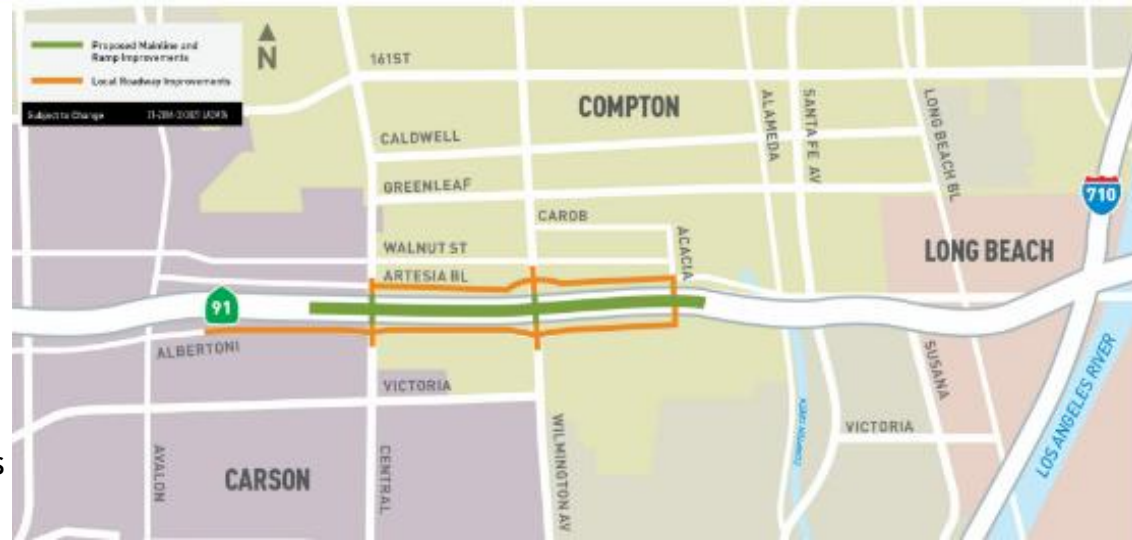 Proposed Mainline and
Ramp Improvements
Local Roadway Improvements
Subject to Change
N
161ST
COMPTON
ALAMEDA
SANTA FE AV
LONG BEACH BL
CALDWELL
GREENLEAF
710
CAROB
ACACIA
WALNUT ST
LONG BEACH
ARTESIA BL
91
ALBERTONI
SUSANA
VICTORIA
LOS ANGELES RIVER
WILMINGTON AV
VICTORIA
AVALON
CENTRAL
CARSON
s